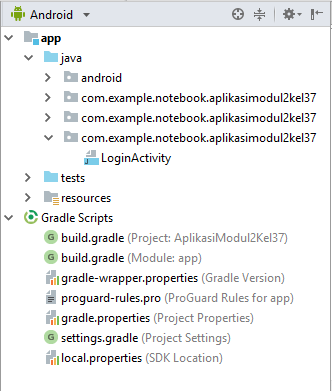 Android
app
java
android
com.example.notebook.aplikasimodul2kel37
com.example.notebook.aplikasimodul2kel37
com.example.notebook.aplikasimodul2kel37
LoginActivity
tests
resources
Gradle Scripts
build.gradle (Project: AplikasiModul2Kel37)
build.gradle (Module: app)
gradle-wrapper.properties (Gradle Version)
proguard-rules.pro (ProGuard Rules for app)
gradle.properties (Project Properties)
settings.gradle (Project Settings)
local.properties (SDK Location)